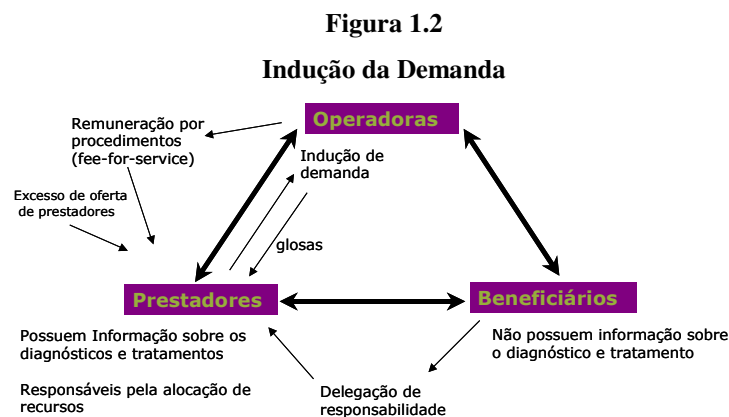 Figura 1.2
Indução da Demanda
Operadoras
Remuneração por
procedimentos
(fee-for-service)
Indução de
demanda
Excesso de oferta
de prestadores
glosas
Prestadores
Beneficiários
Possuem Informação sobre os
diagnósticos e tratamentos
Não possuem informação sobre
o diagnóstico e tratamento
Responsáveis pela alocação de
recursos
Delegação de
responsabilidade